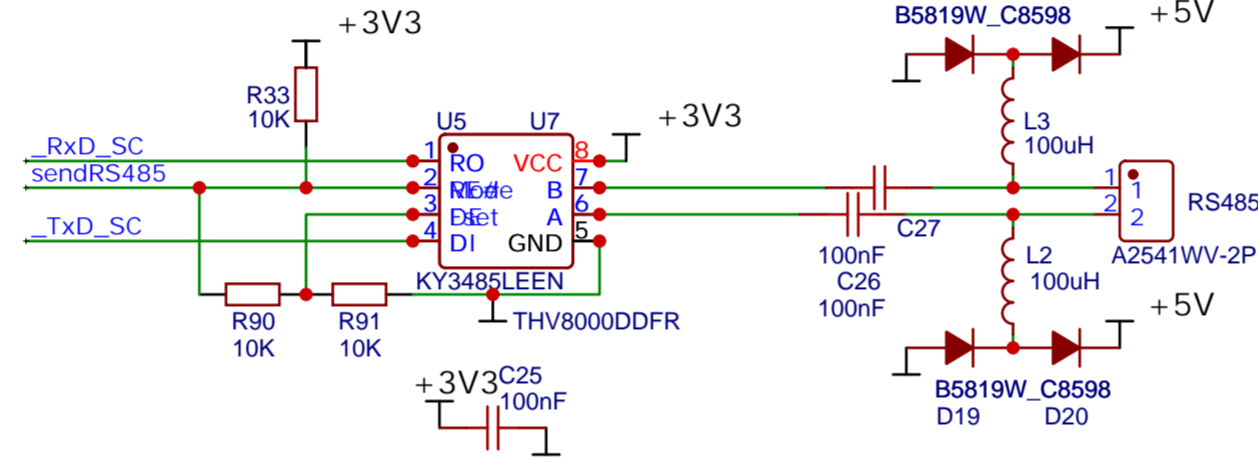 B5819W_C8598
+5V
+3V3
R33
10K
U5
U7
+3V3
L3
100uH
_RxD_SC
1
RO
VCC
8
sendRS485
2
B
7
1
1
RS485
_TxD_SC
3
A
6
2
2
4
DI
GND
5
C27
A2541WV-2P
100nF
C26
100nF
L2
100uH
KY3485LEEN
THV8000DDFR
R90
10K
R91
10K
+5V
+3V3
C25
100nF
B5819W_C8598
D19
D20